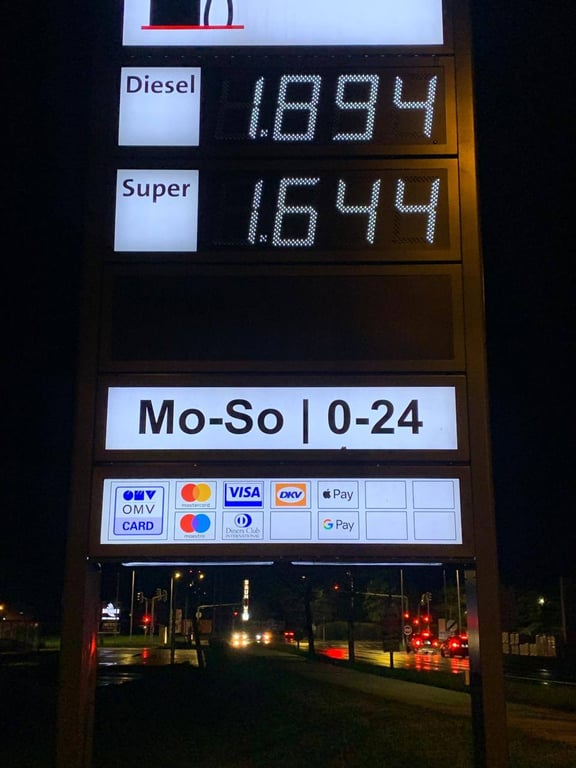 Diesel 1.894
Super 1.644
Mo-So | 0-24
OMV
CARD
mastercard
VISA
DKV
Pay
maestro
Diners Club
INTERNATIONAL
G Pay